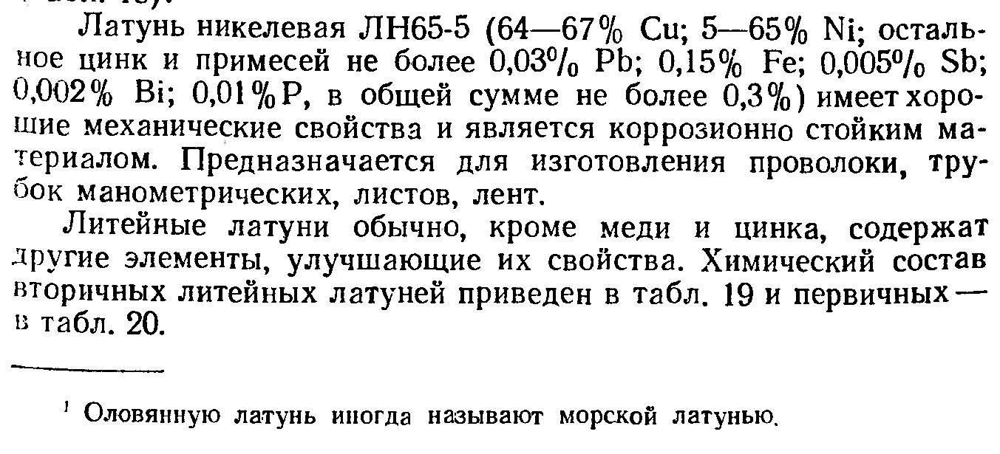 Латунь никелевая ЛН65-5 (64—67% Cu; 5—65% Ni; осталь-
ное цинк и примесей не более 0,03% Pb; 0,15% Fe; 0,005% Sb;
0,002% Bi; 0,01%P, в общей сумме не более 0,3%) имеет хоро-
шие механические свойства и является коррозионно стойким ма-
териалом. Предназначается для изготовления проволоки, тру-
бок манометрических, листов, лент.
Литейные латуни обычно, кроме меди и цинка, содержат
другие элементы, улучшающие их свойства. Химический состав
вторичных литейных латуней приведен в табл. 19 и первичных —
в табл. 20.
¹ Оловянную латунь иногда называют морской латунью.